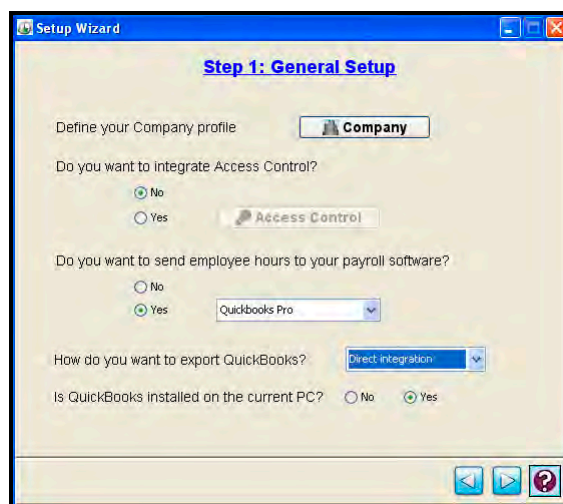 Setup Wizard
Step 1: General Setup
Define your Company profile Company
Do you want to integrate Access Control?
No
Yes Access Control
Do you want to send employee hours to your payroll software?
No
Yes Quickbooks Pro
How do you want to export QuickBooks? Direct integration
Is QuickBooks installed on the current PC? No Yes
?